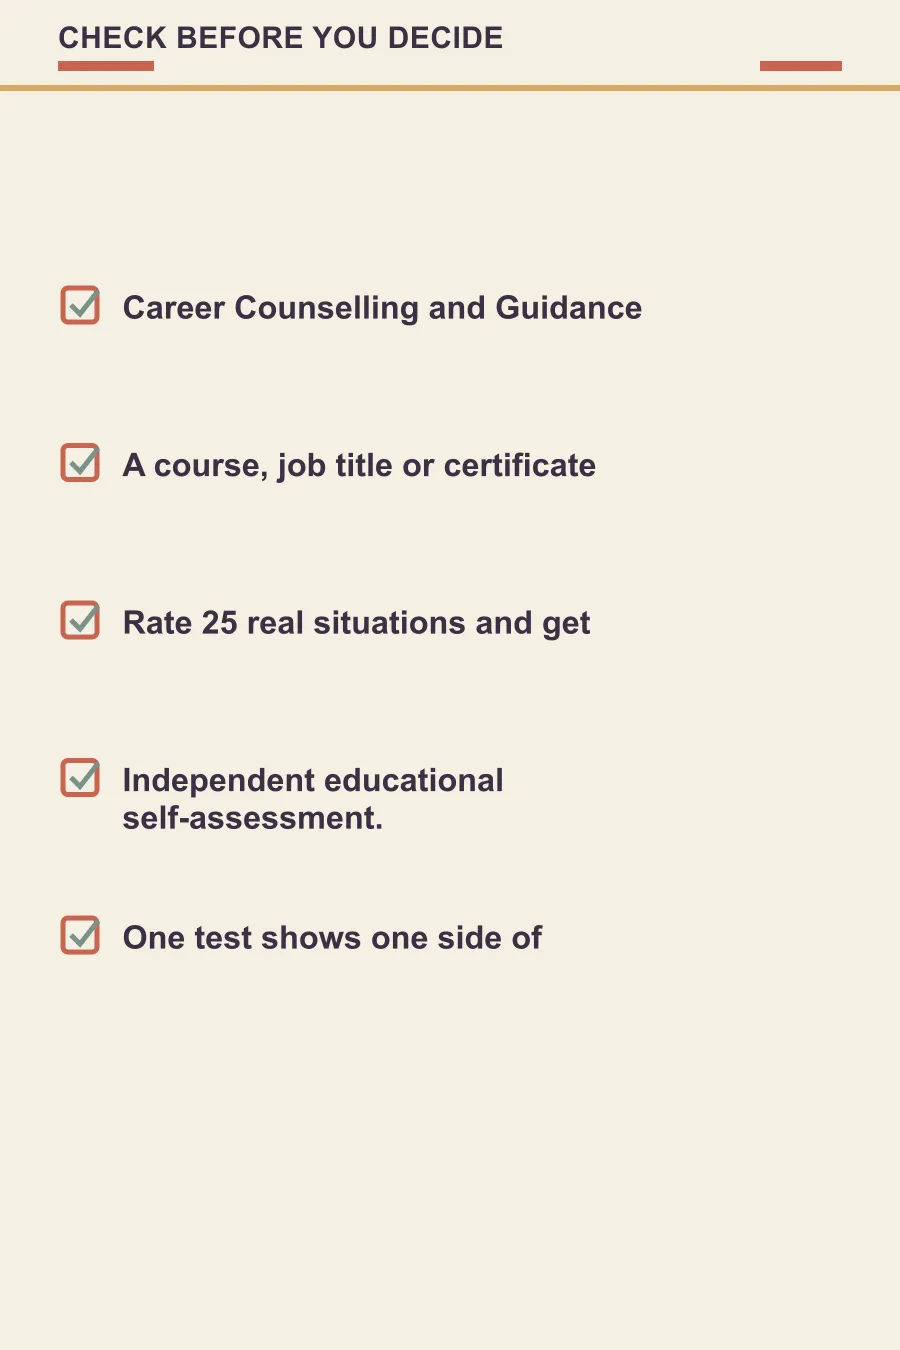 CHECK BEFORE YOU DECIDE
Career Counselling and Guidance
A course, job title or certificate
Rate 25 real situations and get
Independent educational
self-assessment.
One test shows one side of